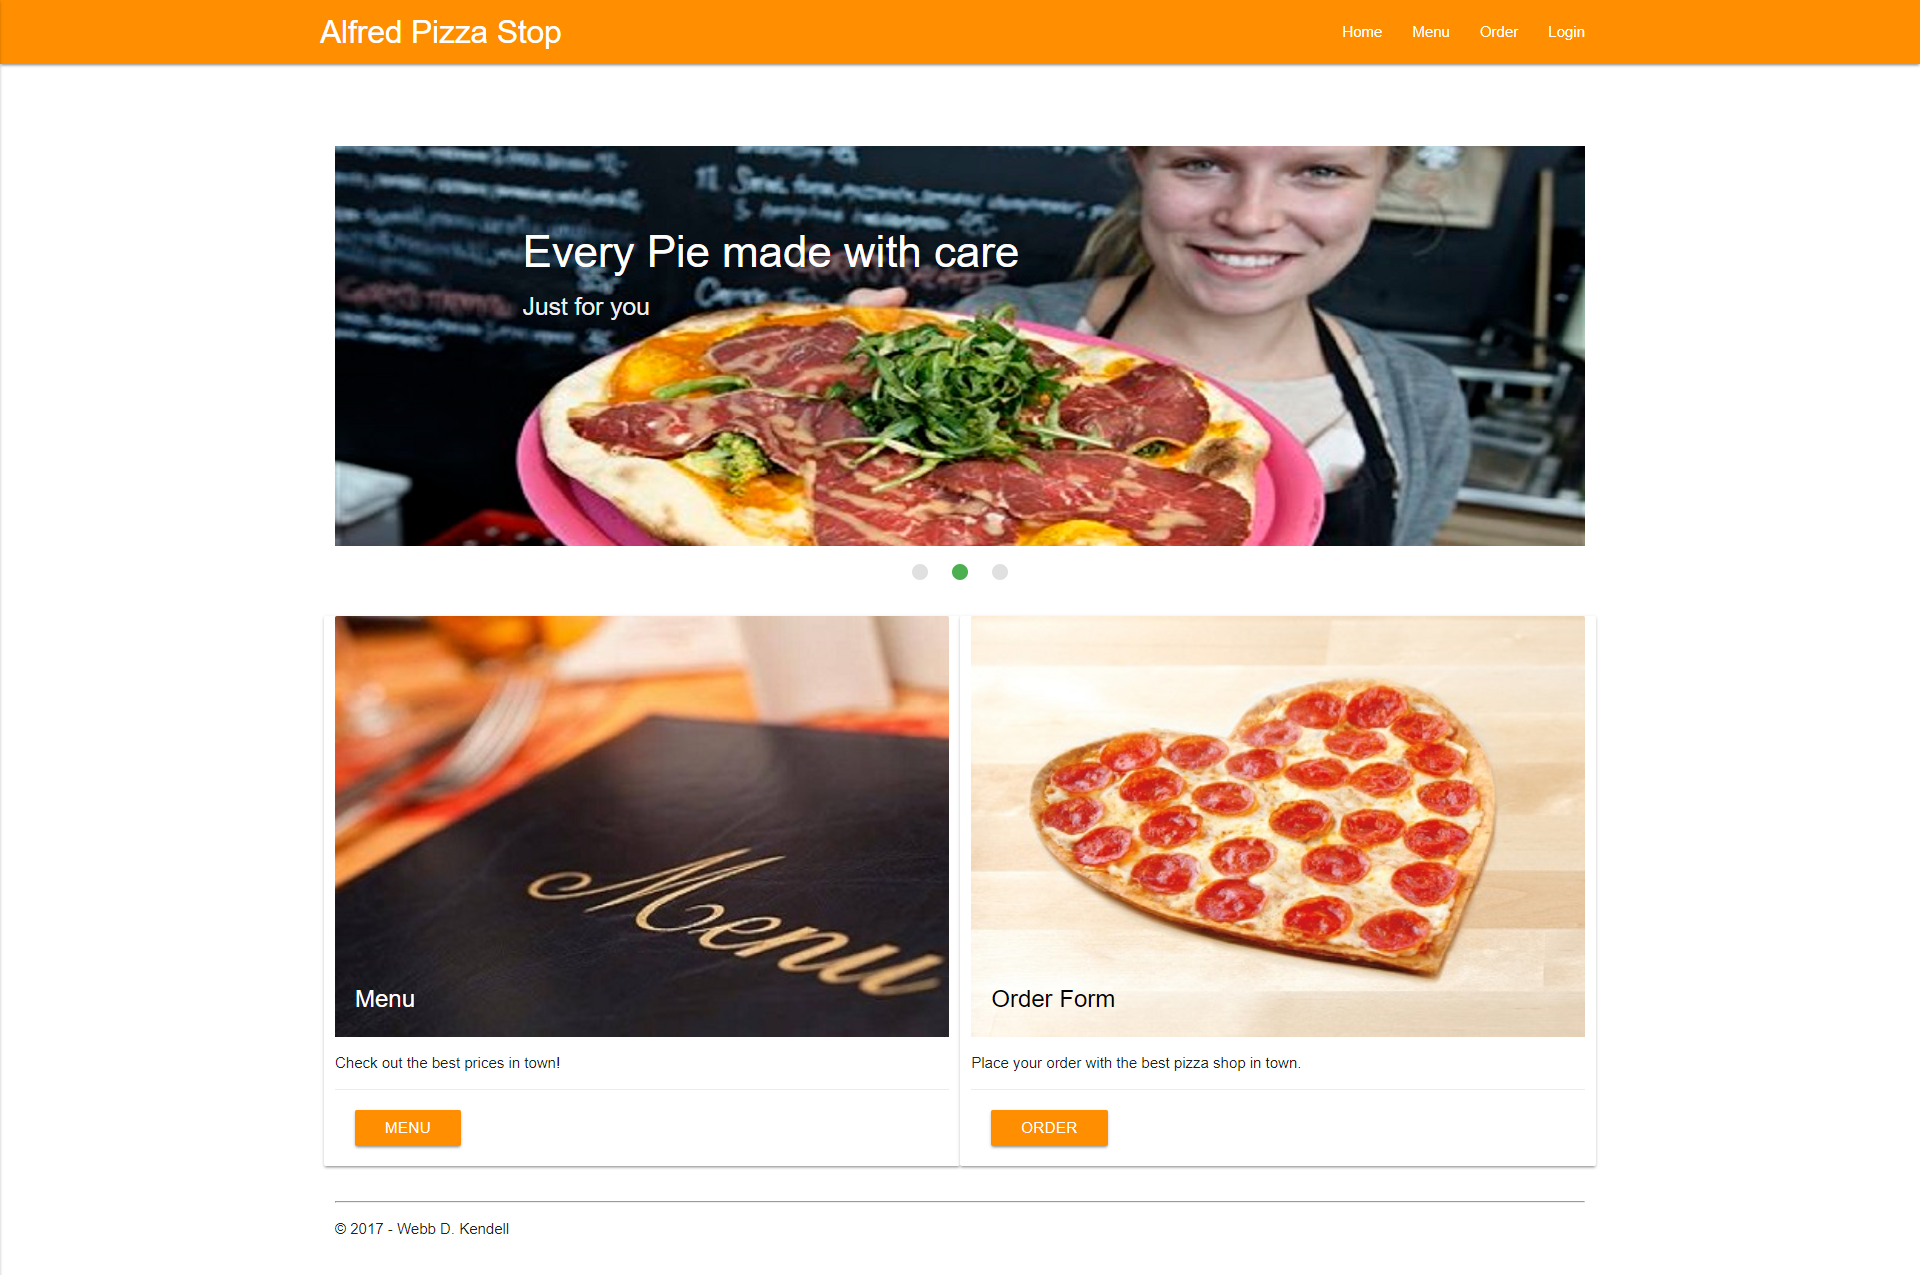 Alfred Pizza Stop
Home Menu Order Login
Every Pie made with care
Just for you
Menu
Menu
Order Form
Check out the best prices in town!
Place your order with the best pizza shop in town.
MENU
ORDER
© 2017 - Webb D. Kendell